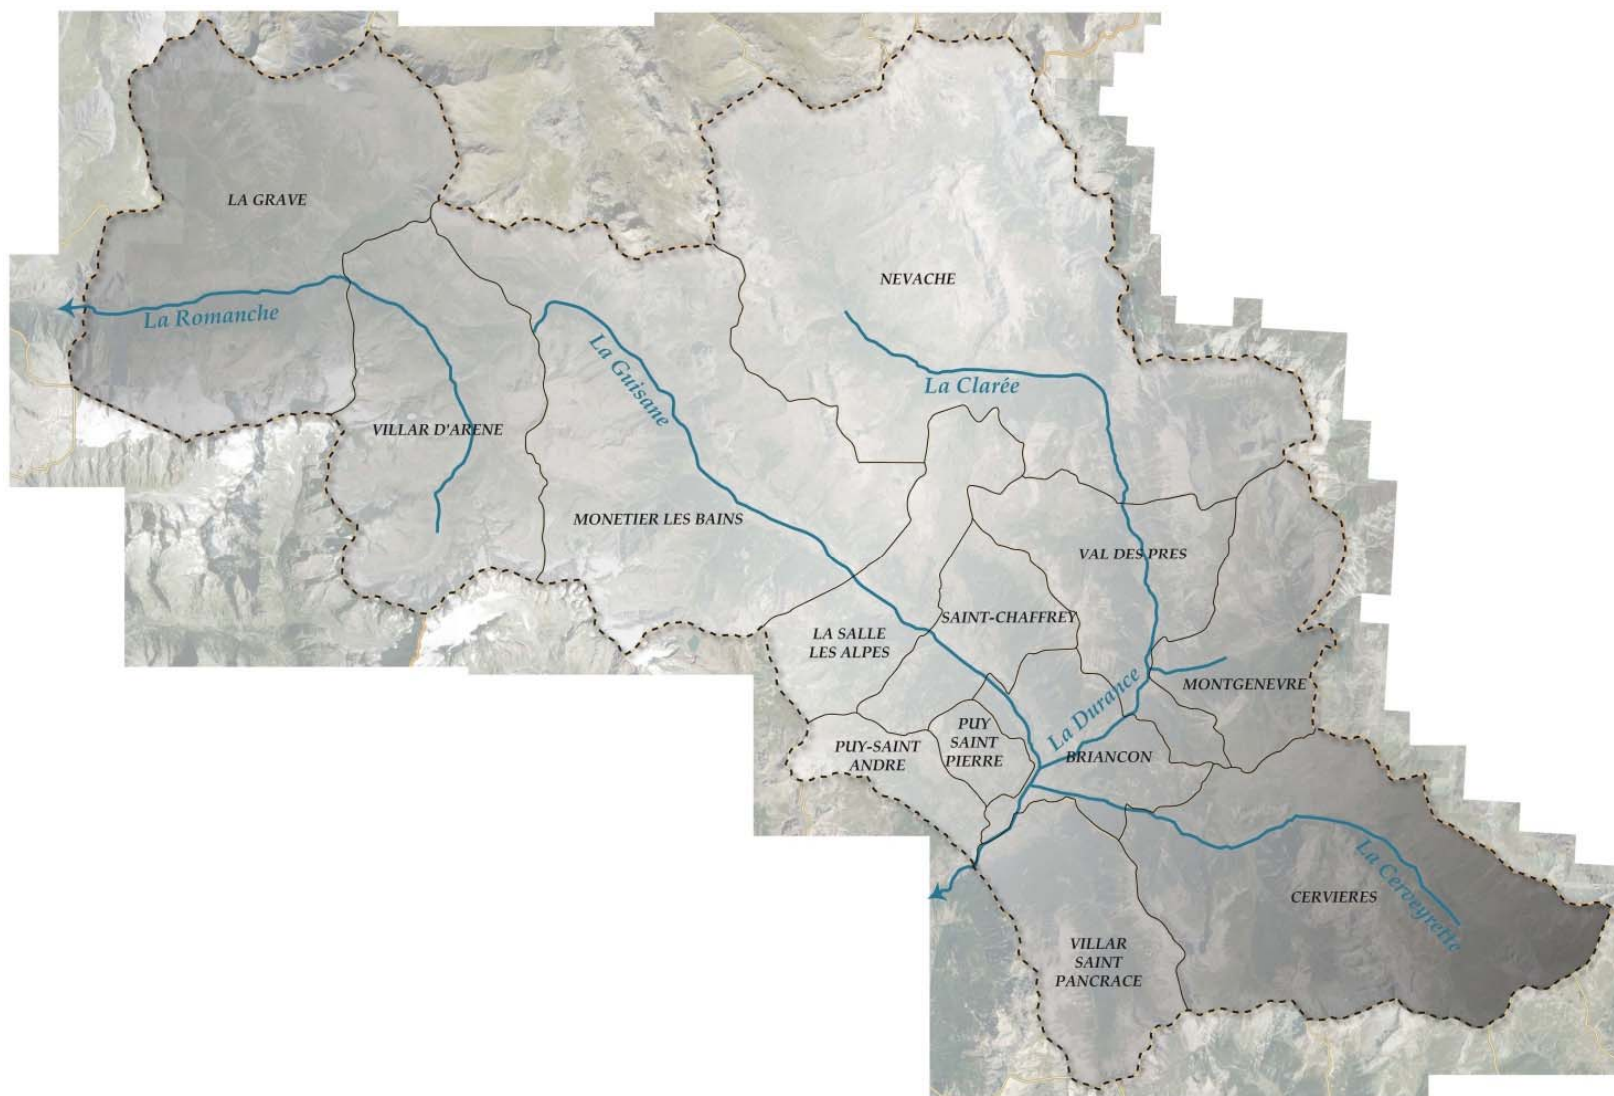 LA GRAVE
NEVACHE
La Romanche
La Guisane
La Clarée
VILLAR D'ARENE
MONETIER LES BAINS
VAL DES PRES
SAINT-CHAFFREY
LA SALLE
LES ALPES
MONTGENEVRE
La Durance
PUY
SAINT
PIERRE
PUY-SAINT
ANDRE
BRIANCON
La Cerveyrette
CERVIERES
VILLAR
SAINT
PANCRACE